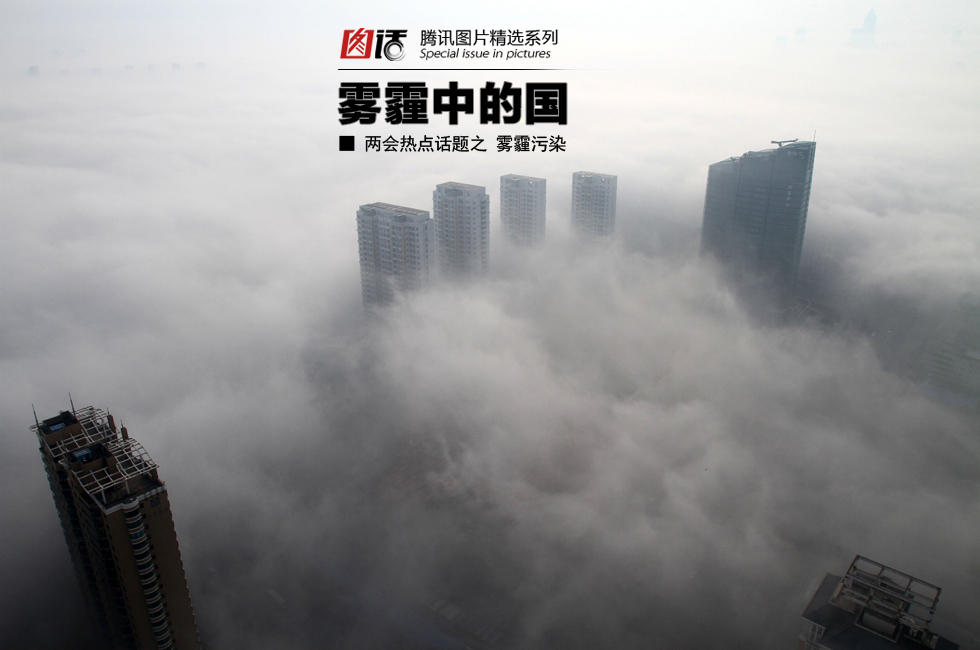 图话 腾讯图片精选系列
Special issue in pictures
雾霾中的国
■ 两会热点话题之 雾霾污染